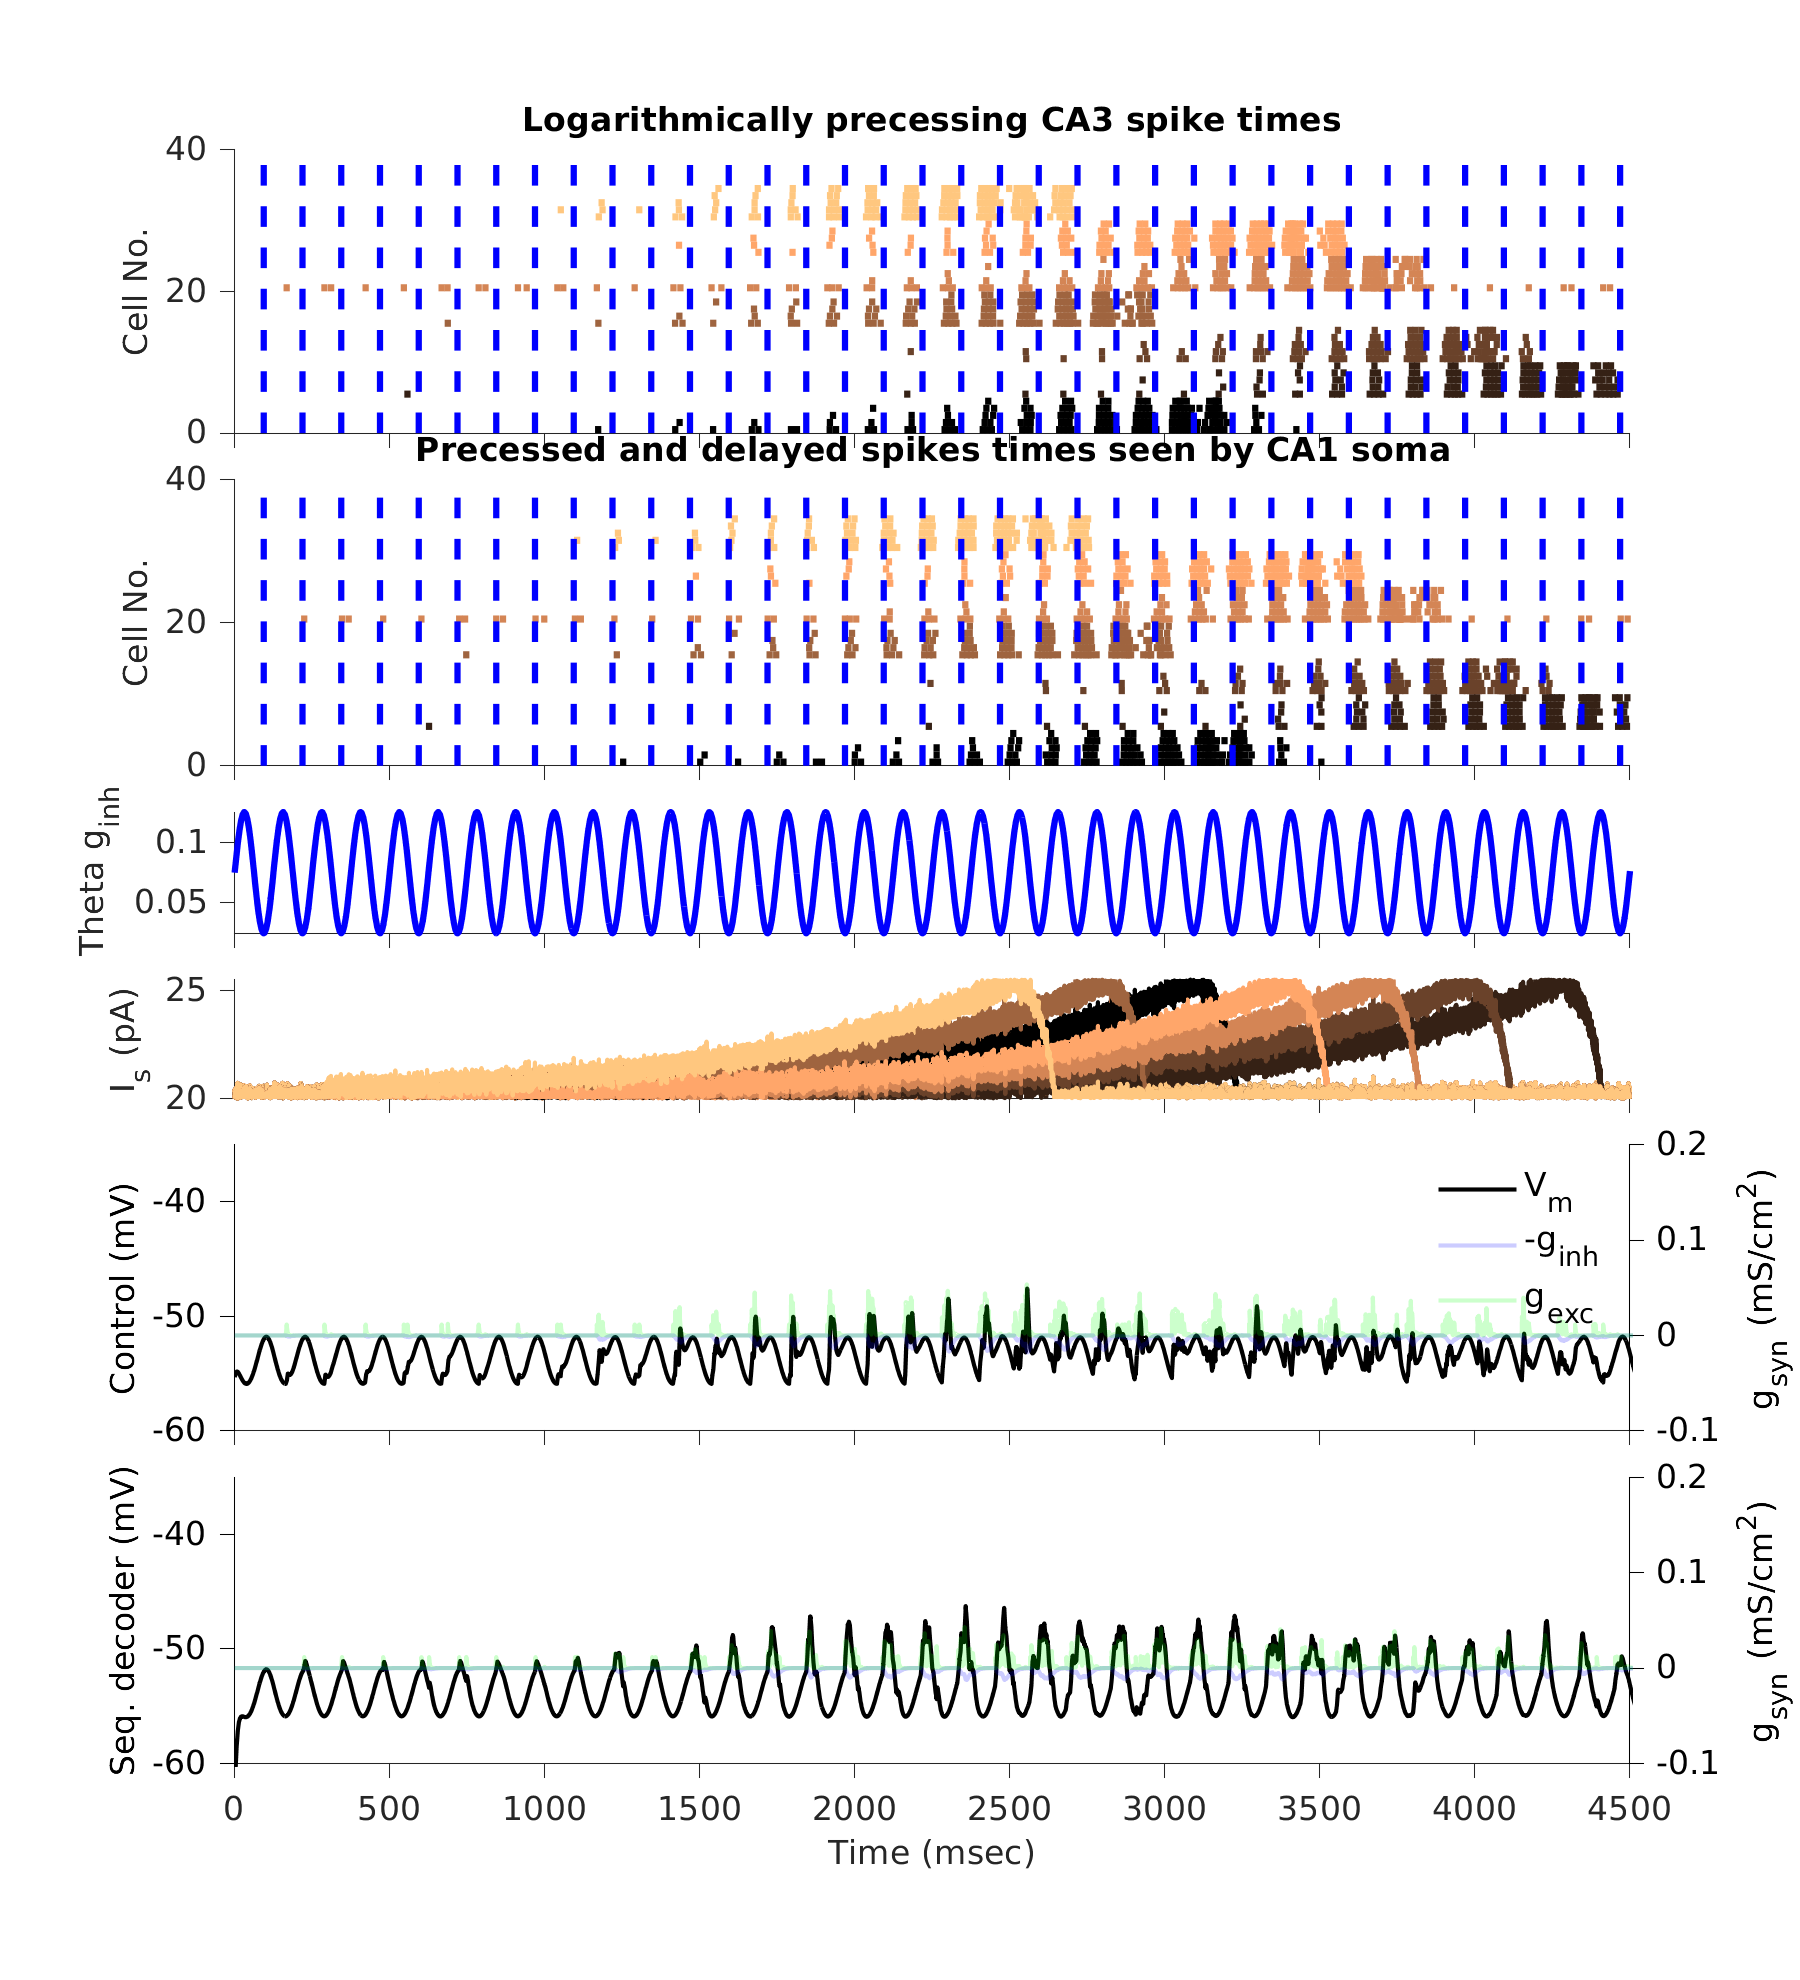 Logarithmically precessing CA3 spike times
40
20
0
Cell No.
Precessed and delayed spikes times seen by CA1 soma
40
20
0
Cell No.
0.1
0.05
Theta g_inh
25
20
I_s (pA)
-40
-50
-60
Control (mV)
V_m
-g_inh
g_exc
0.2
0.1
0
-0.1
g_syn (mS/cm^2)
-40
-50
-60
Seq. decoder (mV)
0.2
0.1
0
-0.1
g_syn (mS/cm^2)
0 500 1000 1500 2000 2500 3000 3500 4000 4500
Time (msec)